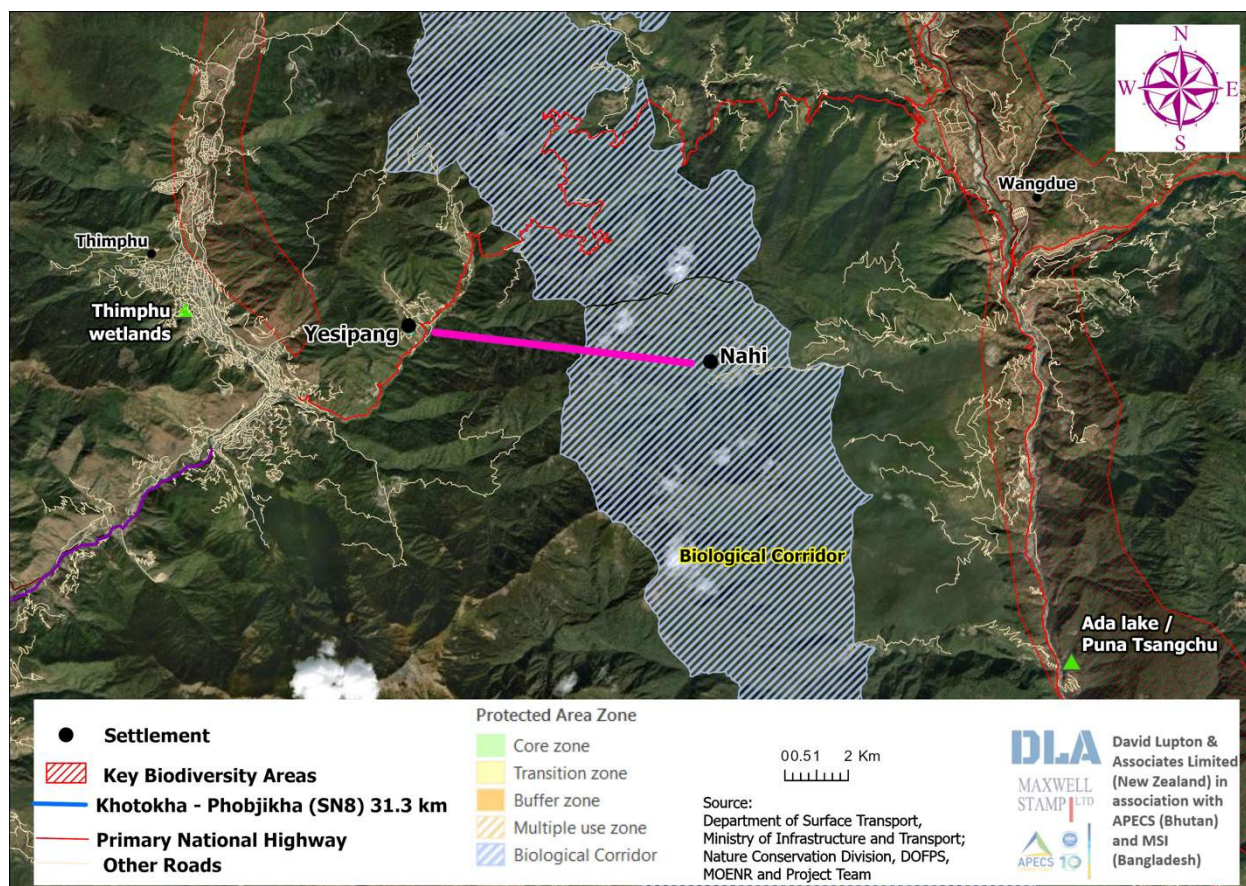 N
W
E
S
Wangdue
Thimphu
Thimphu
wetlands
Yesipang
Nahi
Biological Corridor
Ada lake /
Puna Tsangchu
Settlement
Key Biodiversity Areas
Khotokha - Phobjikha (SN8) 31.3 km
Primary National Highway
Other Roads
Protected Area Zone
Core zone
Transition zone
Buffer zone
Multiple use zone
Biological Corridor
00.51 2 Km
Source:
Department of Surface Transport,
Ministry of Infrastructure and Transport;
Nature Conservation Division, DOFPS,
MOENR and Project Team
DLA
MAXWELL
STAMP LTD
APECS
10
David Lupton &
Associates Limited
(New Zealand) in
association with
APECS (Bhutan)
and MSI
(Bangladesh)